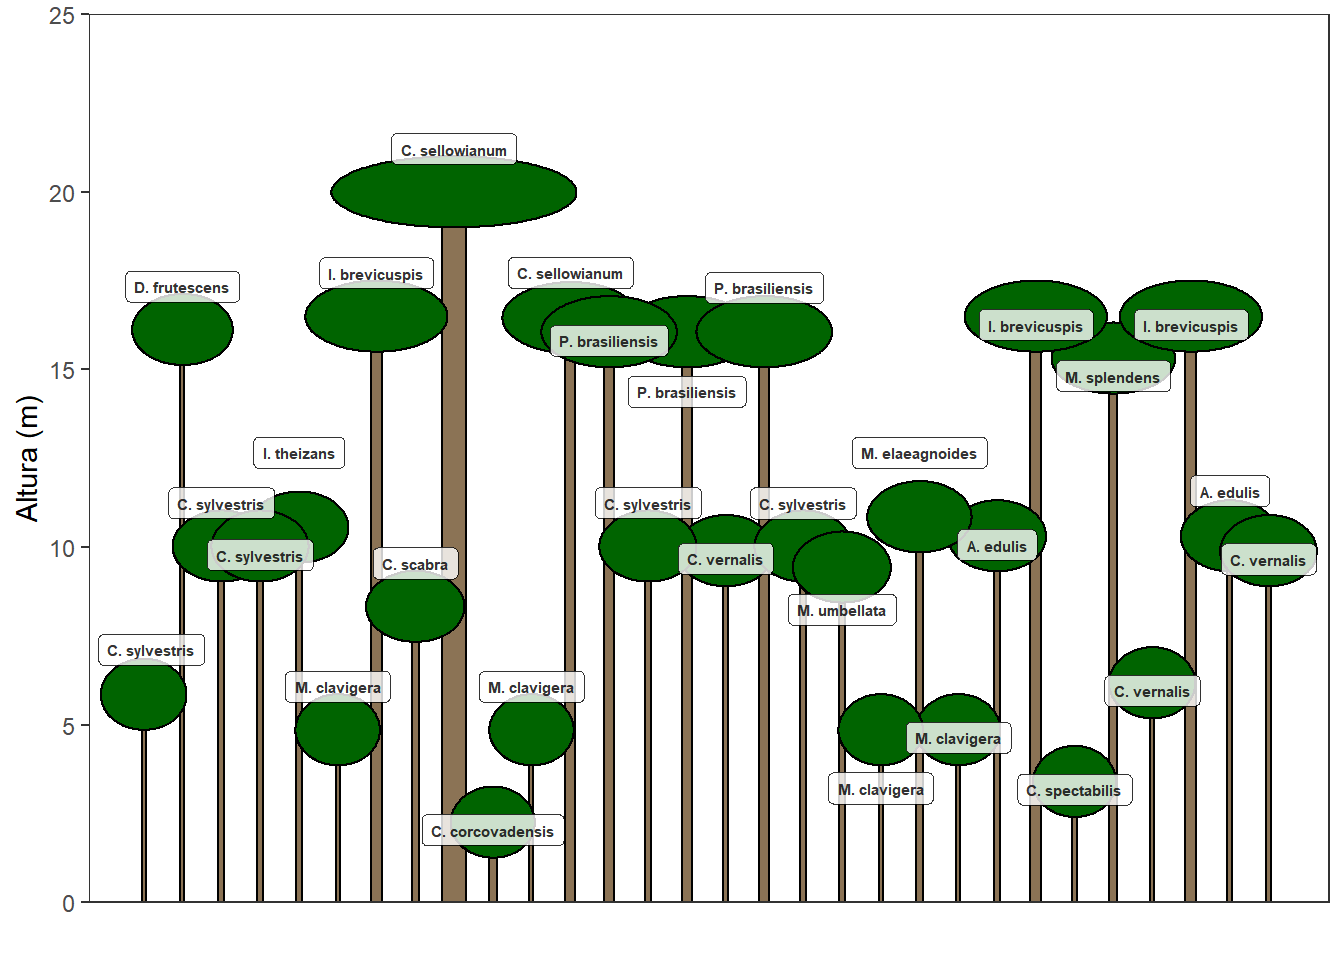 25
C. sellowianum
20
D. frutescens
I. brevicuspis
C. sellowianum
P. brasiliensis
I. brevicuspis
I. brevicuspis
P. brasiliensis
M. splendens
P. brasiliensis
15
I. theizans
M. elaeagnoides
Altura (m)
C. sylvestris
C. sylvestris
C. sylvestris
A. edulis
C. sylvestris
C. scabra
C. vernalis
A. edulis
C. vernalis
10
M. umbellata
C. sylvestris
M. clavigera
M. clavigera
C. vernalis
5
M. clavigera
M. clavigera
C. spectabilis
C. corcovadensis
0